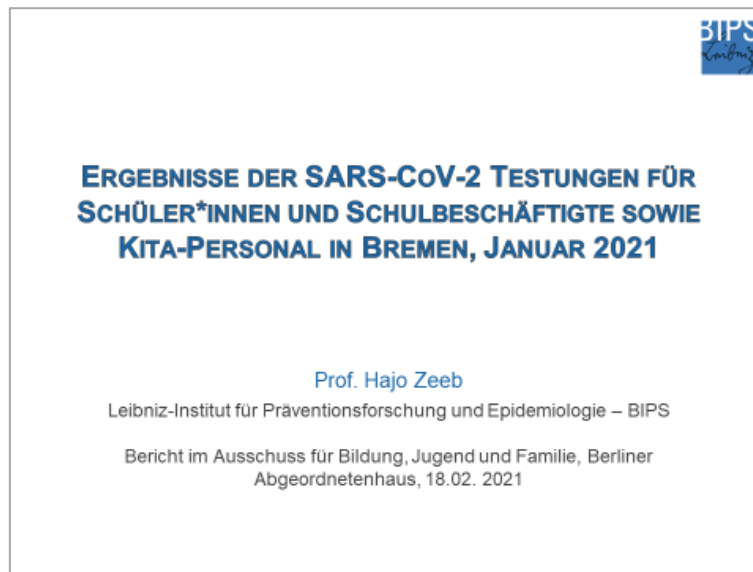 BIPS
Leibniz
ERGEBNISSE DER SARS-COV-2 TESTUNGEN FÜR
SCHÜLER*INNEN UND SCHULBESCHÄFTIGTE SOWIE
KITA-PERSONAL IN BREMEN, JANUAR 2021
Prof. Hajo Zeeb
Leibniz-Institut für Präventionsforschung und Epidemiologie – BIPS
Bericht im Ausschuss für Bildung, Jugend und Familie, Berliner
Abgeordnetenhaus, 18.02. 2021